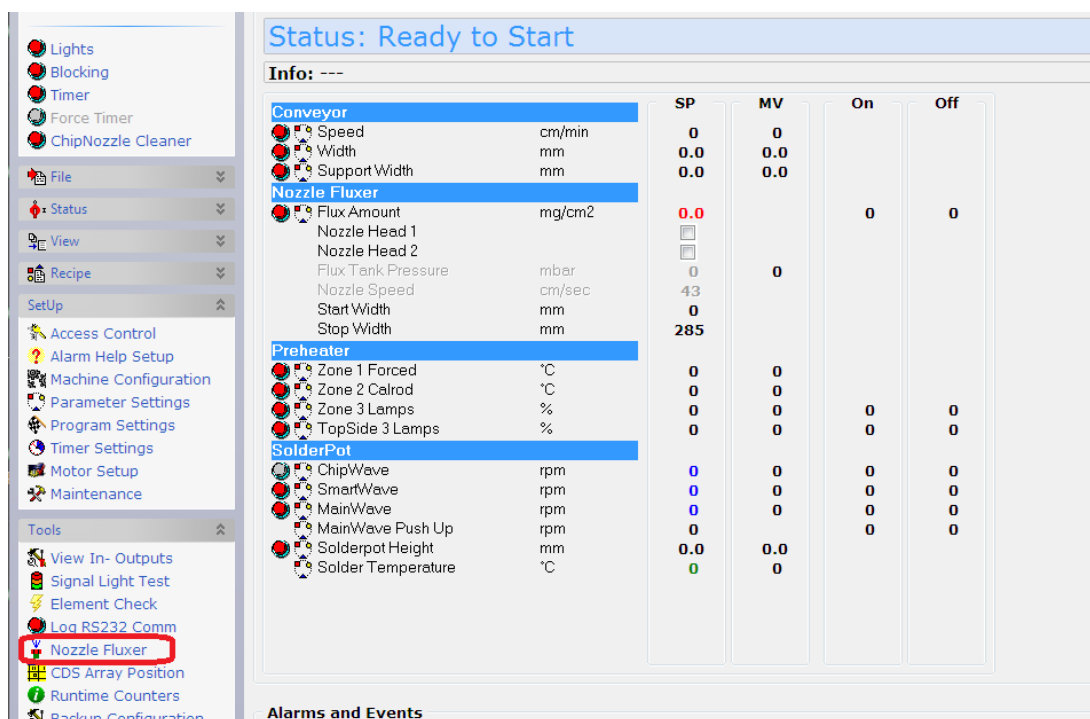 Lights
Blocking
Timer
Force Timer
ChipNozzle Cleaner
File
Status
View
Recipe
SetUp
Access Control
Alarm Help Setup
Machine Configuration
Parameter Settings
Program Settings
Timer Settings
Motor Setup
Maintenance
Tools
View In- Outputs
Signal Light Test
Element Check
Log RS232 Comm
Nozzle Fluxer
CDS Array Position
Runtime Counters
Backup Configuration
Status: Ready to Start
Info: ---
SP MV On Off
Conveyor
Speed cm/min 0 0
Width mm 0.0 0.0
Support Width mm 0.0 0.0
Nozzle Fluxer
Flux Amount mg/cm2 0.0 0 0
Nozzle Head 1
Nozzle Head 2
Flux Tank Pressure mbar 0 0
Nozzle Speed cm/sec 43
Start Width mm 0
Stop Width mm 285
Preheater
Zone 1 Forced °C 0 0
Zone 2 Calrod °C 0 0
Zone 3 Lamps % 0 0 0 0
TopSide 3 Lamps % 0 0 0 0
SolderPot
ChipWave rpm 0 0 0 0
SmartWave rpm 0 0 0 0
MainWave rpm 0 0 0 0
MainWave Push Up rpm 0 0 0
Solderpot Height mm 0.0 0.0
Solder Temperature °C 0 0
Alarms and Events